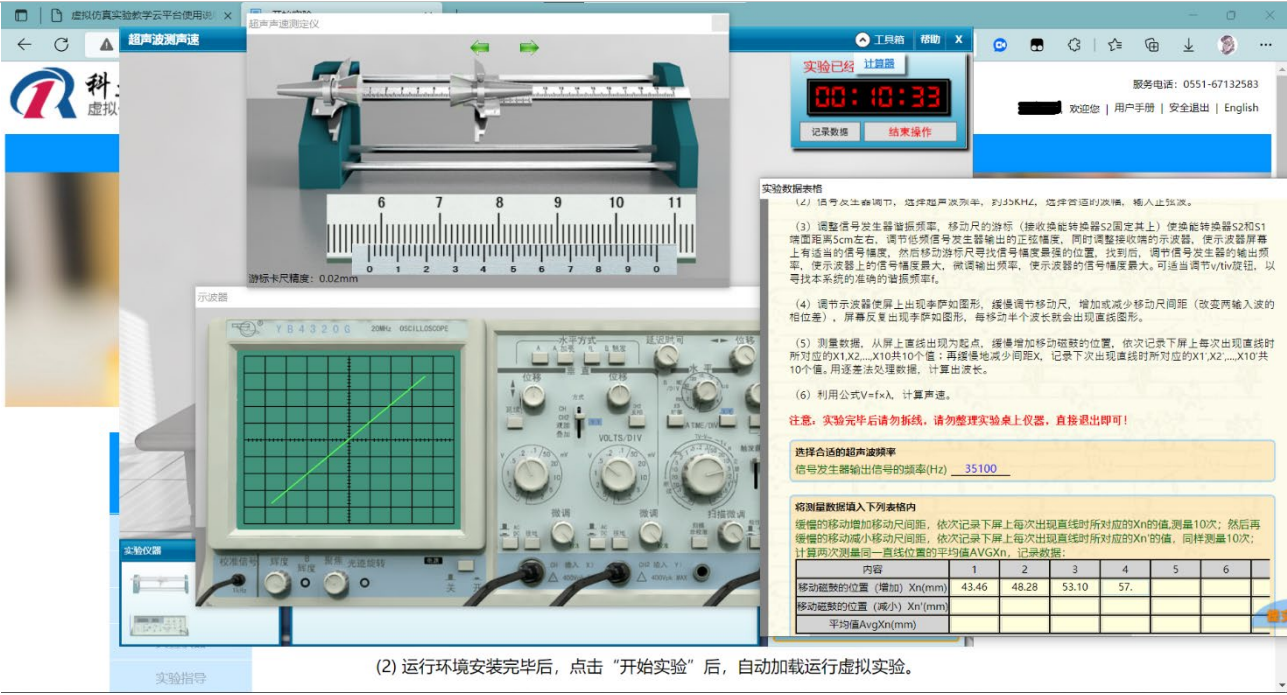 虚拟仿真实验教学云平台使用说
超声声速测定仪
超声波测声速
工具箱
帮助
X
实验已经
计算器
00:10:33
记录数据
结束操作
服务电话: 0551-67132583
欢迎您 | 用户手册 | 安全退出 | English
6 7 8 9 10 11
0 1 2 3 4 5 6 7 8 9 0
游标卡尺精度: 0.02mm
示波器
YB4320G 20MHz OSCILLOSCOPE
水平方式
位移
垂直
位移
位移
水平
VOLTS/DIV
A TIME/DIV
微调
微调
扫描微调
校准信号
辉度
辉度
聚焦
光迹旋转
关
开
实验数据表格
(2) 信号发生器调节，选择超声波频率，约35KHZ，选择合适的波幅，输入正弦波。
(3) 调整信号发生器谐振频率，移动尺的游标（接收换能转换器S2固定其上）使换能转换器S2和S1
端面距离5cm左右，调节低频信号发生器输出的正弦幅度，同时调整接收端的示波器，使示波器屏幕
上有适当的信号幅度，然后移动游标尺寻找信号幅度最强的位置，找到后，调节信号发生器的输出频
率，使示波器上的信号幅度最大，微调输出频率，使示波器的信号幅度最大。可适当调节v/tiv旋钮，以
寻找本系统的准确的谐振频率f。
(4) 调节示波器使屏上出现李萨如图形，缓慢调节移动尺，增加或减少移动尺间距（改变两输入波的
相位差），屏幕反复出现李萨如图形，每移动半个波长就会出现直线图形。
(5) 测量数据，从屏上直线出现为起点，缓慢增加移动磁鼓的位置，依次记录下屏上每次出现直线时
所对应的X1,X2,...,X10共10个值；再缓慢地减少间距X，记录下次出现直线时所对应的X1',X2',...,X10'共
10个值。用逐差法处理数据，计算出波长。
(6) 利用公式V=f×λ，计算声速。
注意：实验完毕后请勿拆线，请勿整理实验桌上仪器，直接退出即可！
选择合适的超声波频率
信号发生器输出信号的频率(Hz) 35100
将测量数据填入下列表格内
缓慢的移动增加移动尺间距，依次记录下屏上每次出现直线时所对应的Xn的值,测量10次；然后再
缓慢的移动减小移动尺间距，依次记录下屏上每次出现直线时所对应的Xn'的值，同样测量10次；
计算两次测量同一直线位置的平均值AVGXn，记录数据：
内容 1 2 3 4 5 6
移动磁鼓的位置（增加）Xn(mm) 43.46 48.28 53.10 57.
移动磁鼓的位置（减小）Xn'(mm)
平均值AvgXn(mm)
实验仪器
实验指导
(2) 运行环境安装完毕后，点击“开始实验”后，自动加载运行虚拟实验。